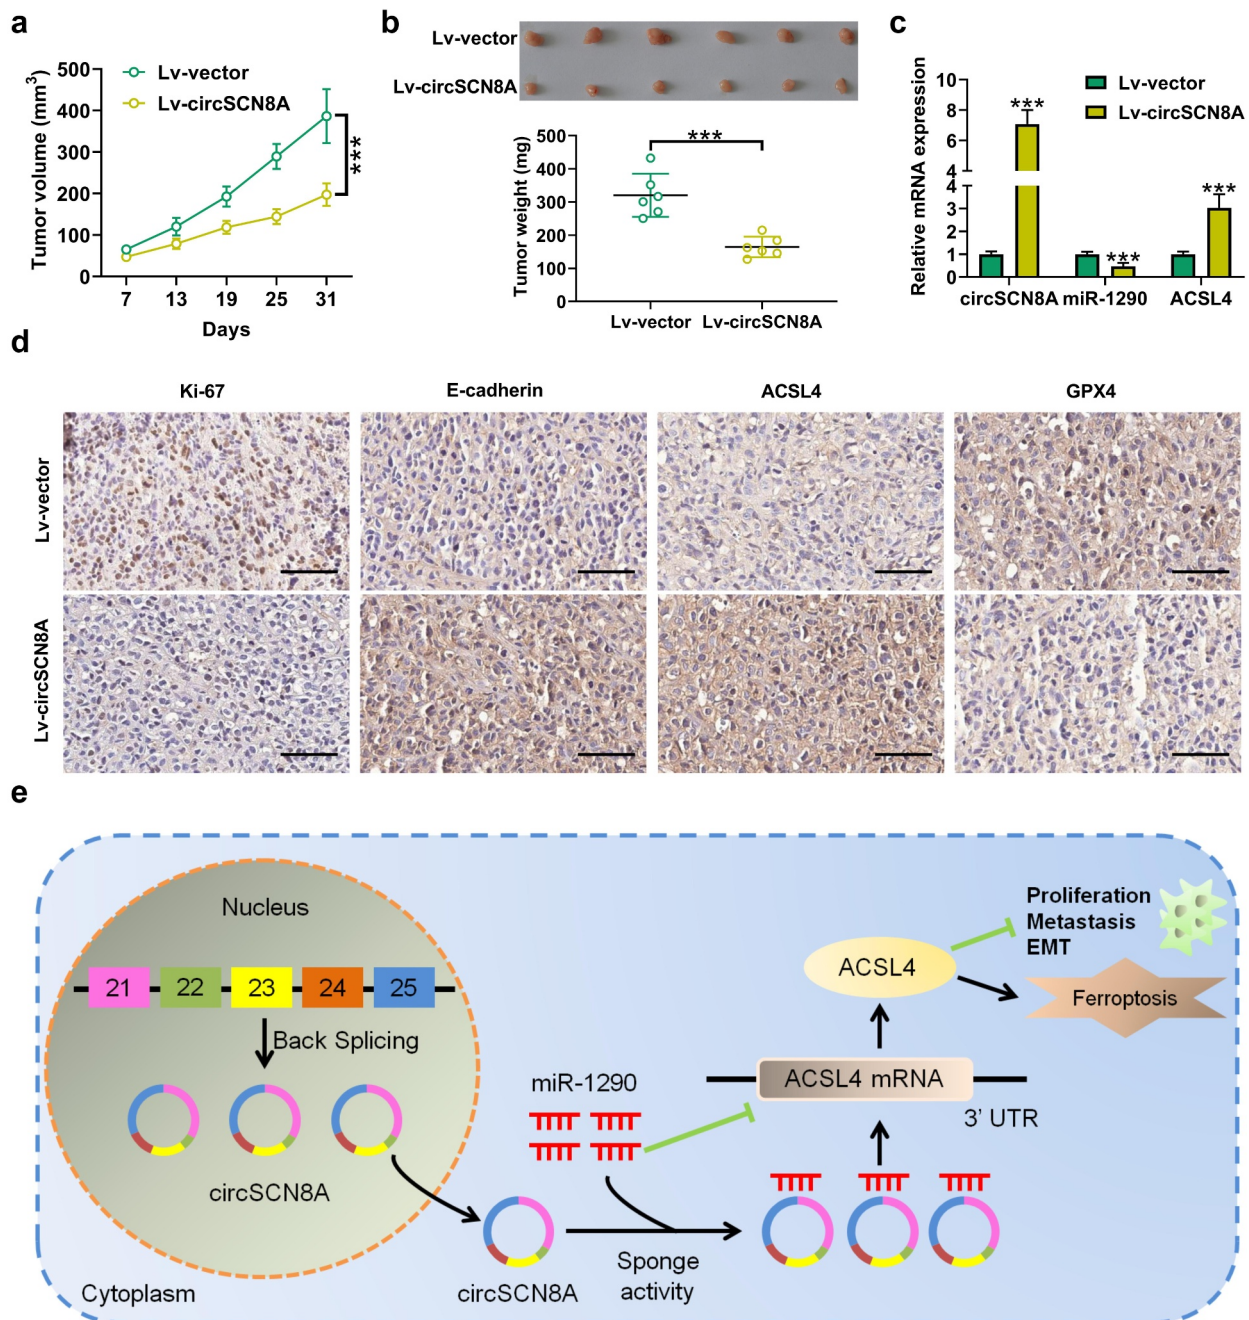 a
Tumor volume (mm³)
500
400
300
200
100
0
Lv-vector
Lv-circSCN8A
***
7 13 19 25 31
Days
b
Lv-vector
Lv-circSCN8A
Tumor weight (mg)
500
400
300
200
100
0
***
Lv-vector Lv-circSCN8A
c
Relative mRNA expression
10
8
6
4
4
3
2
1
0
Lv-vector
Lv-circSCN8A
***
***
***
circSCN8A miR-1290 ACSL4
d
Ki-67 E-cadherin ACSL4 GPX4
Lv-vector
Lv-circSCN8A
e
Nucleus
21 22 23 24 25
Back Splicing
circSCN8A
Cytoplasm
circSCN8A
miR-1290
Sponge
activity
ACSL4 mRNA
3' UTR
ACSL4
Proliferation
Metastasis
EMT
Ferroptosis